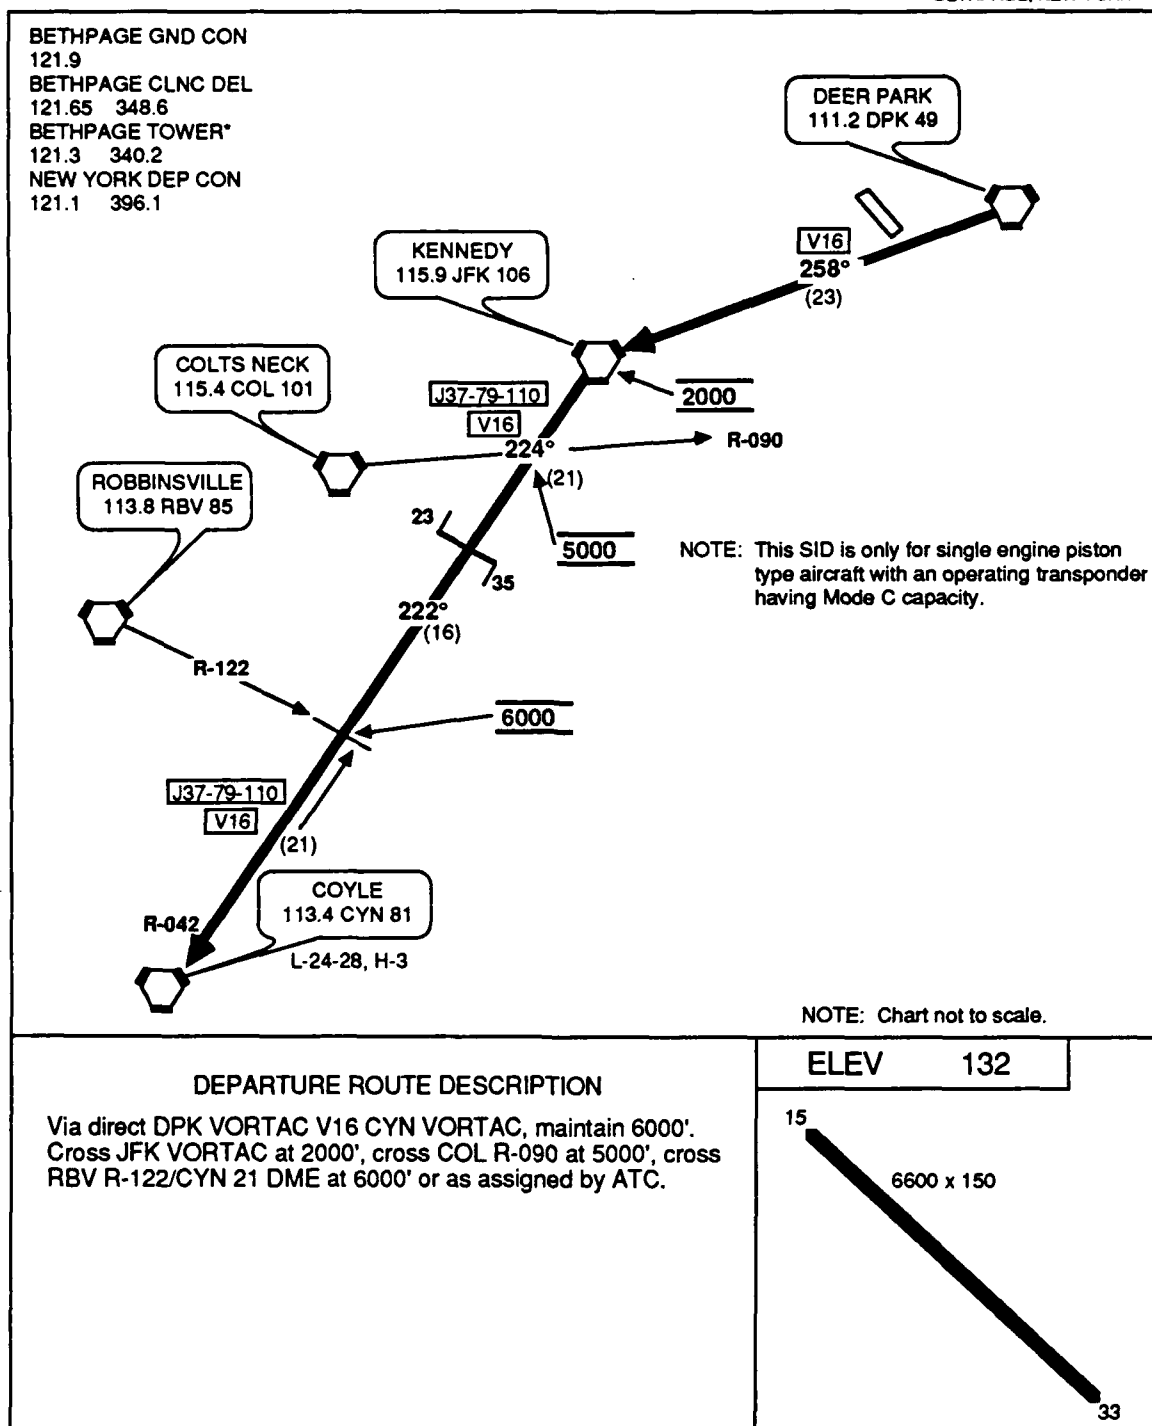 BETHPAGE GND CON
121.9
BETHPAGE CLNC DEL
121.65 348.6
BETHPAGE TOWER*
121.3 340.2
NEW YORK DEP CON
121.1 396.1
DEER PARK
111.2 DPK 49
V16
258°
(23)
KENNEDY
115.9 JFK 106
COLTS NECK
115.4 COL 101
J37-79-110
V16
2000
224°
R-090
(21)
ROBBINSVILLE
113.8 RBV 85
23
5000
35
NOTE: This SID is only for single engine piston
type aircraft with an operating transponder
having Mode C capacity.
222°
(16)
R-122
6000
J37-79-110
V16
(21)
COYLE
113.4 CYN 81
R-042
L-24-28, H-3
NOTE: Chart not to scale.
DEPARTURE ROUTE DESCRIPTION
Via direct DPK VORTAC V16 CYN VORTAC, maintain 6000'.
Cross JFK VORTAC at 2000', cross COL R-090 at 5000', cross
RBV R-122/CYN 21 DME at 6000' or as assigned by ATC.
ELEV 132
15
6600 x 150
33